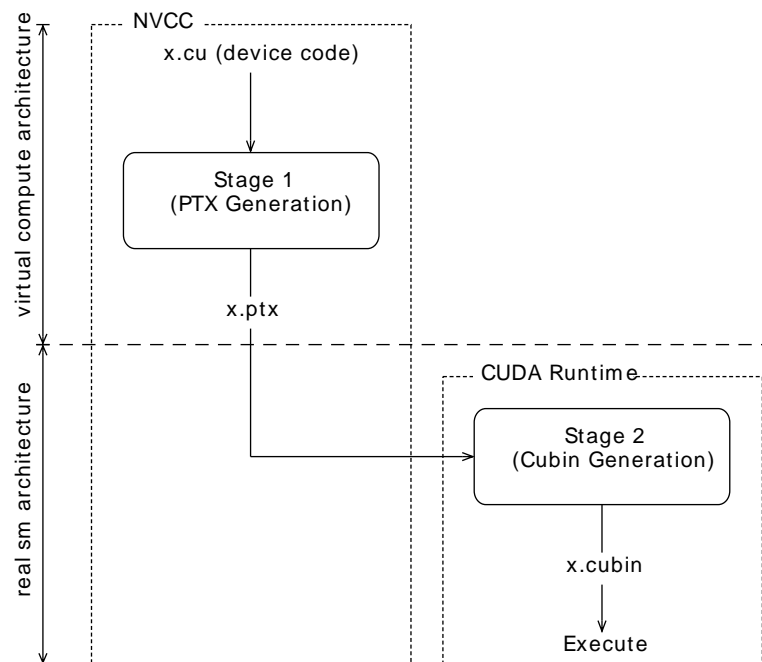 NVCC
x.cu (device code)
virtual compute architecture
Stage 1
(PTX Generation)
x.ptx
real sm architecture
CUDA Runtime
Stage 2
(Cubin Generation)
x.cubin
Execute